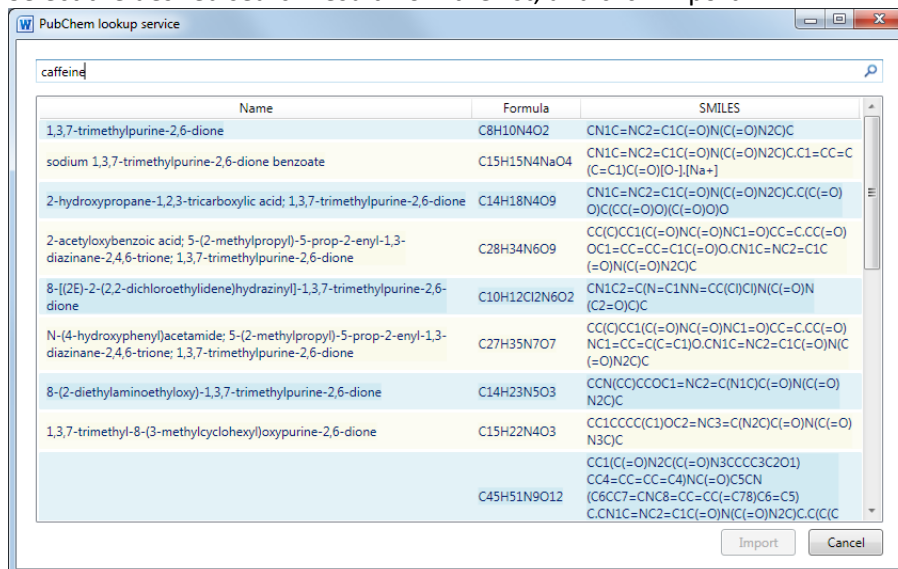 PubChem lookup service
caffeine
Name Formula SMILES
1,3,7-trimethylpurine-2,6-dione C8H10N4O2 CN1C=NC2=C1C(=O)N(C(=O)N2C)C
sodium 1,3,7-trimethylpurine-2,6-dione benzoate C15H15N4NaO4 CN1C=NC2=C1C(=O)N(C(=O)N2C)C.C1=CC=C
(C=C1)C(=O)[O-].[Na+]
2-hydroxypropane-1,2,3-tricarboxylic acid; 1,3,7-trimethylpurine-2,6-dione C14H18N4O9 CN1C=NC2=C1C(=O)N(C(=O)N2C)C.C(C(=O)
O)C(CC(=O)O)(C(=O)O)O
2-acetyloxybenzoic acid; 5-(2-methylpropyl)-5-prop-2-enyl-1,3-
diazinane-2,4,6-trione; 1,3,7-trimethylpurine-2,6-dione C28H34N6O9 CC(C)CC1(C(=O)NC(=O)NC1=O)CC=C.CC(=O)
OC1=CC=CC=C1C(=O)O.CN1C=NC2=C1C
(=O)N(C(=O)N2C)C
8-[(2E)-2-(2,2-dichloroethylidene)hydrazinyl]-1,3,7-trimethylpurine-2,6-
dione C10H12Cl2N6O2 CN1C2=C(N=C1NN=CC(Cl)Cl)N(C(=O)N
(C2=O)C)C
N-(4-hydroxyphenyl)acetamide; 5-(2-methylpropyl)-5-prop-2-enyl-1,3-
diazinane-2,4,6-trione; 1,3,7-trimethylpurine-2,6-dione C27H35N7O7 CC(C)CC1(C(=O)NC(=O)NC1=O)CC=C.CC(=O)
NC1=CC=C(C=C1)O.CN1C=NC2=C1C(=O)N(C
(=O)N2C)C
8-(2-diethylaminoethyloxy)-1,3,7-trimethylpurine-2,6-dione C14H23N5O3 CCN(CC)CCOC1=NC2=C(N1C)C(=O)N(C(=O)
N2C)C
1,3,7-trimethyl-8-(3-methylcyclohexyl)oxypurine-2,6-dione C15H22N4O3 CC1CCCC(C1)OC2=NC3=C(N2C)C(=O)N(C(=O)
N3C)C
C45H51N9O12 CC1(C(=O)N2C(C(=O)N3CCCC3C2O1)
CC4=CC=CC=C4)NC(=O)C5CN
(C6CC7=CNC8=CC=CC(=C78)C6=C5)
C.CN1C=NC2=C1C(=O)N(C(=O)N2C)C.C(C(C
Import Cancel